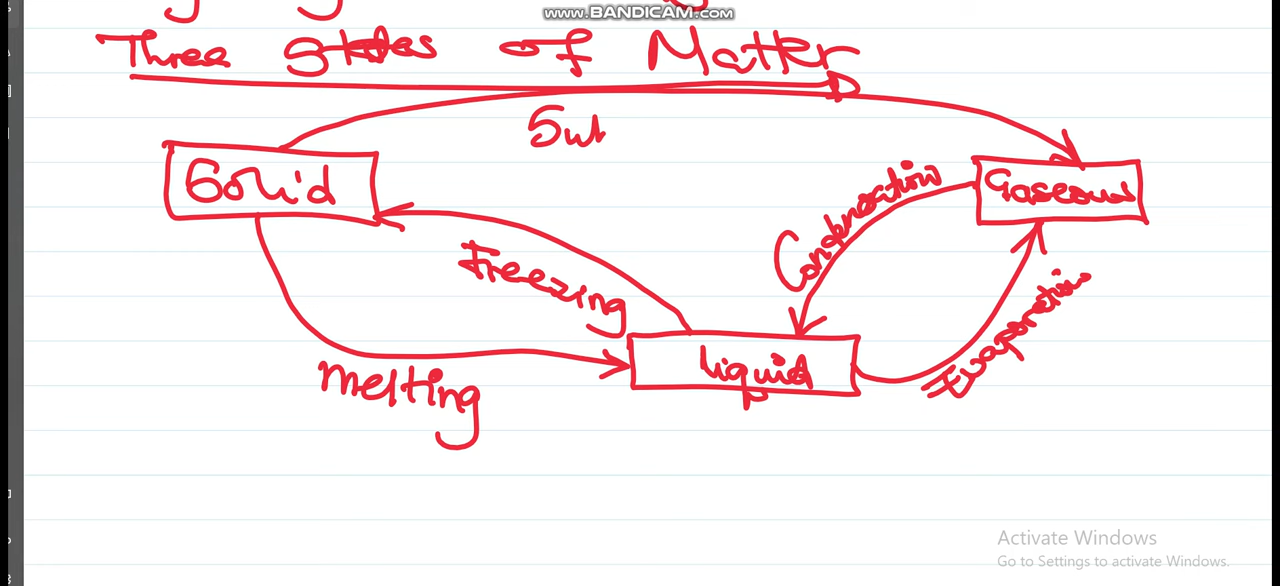 www.BANDICAM.com
Three states of Matter
Sub
Solid
Gaseous
Condensation
Freezing
Evaporation
liquid
melting
Activate Windows
Go to Settings to activate Windows.